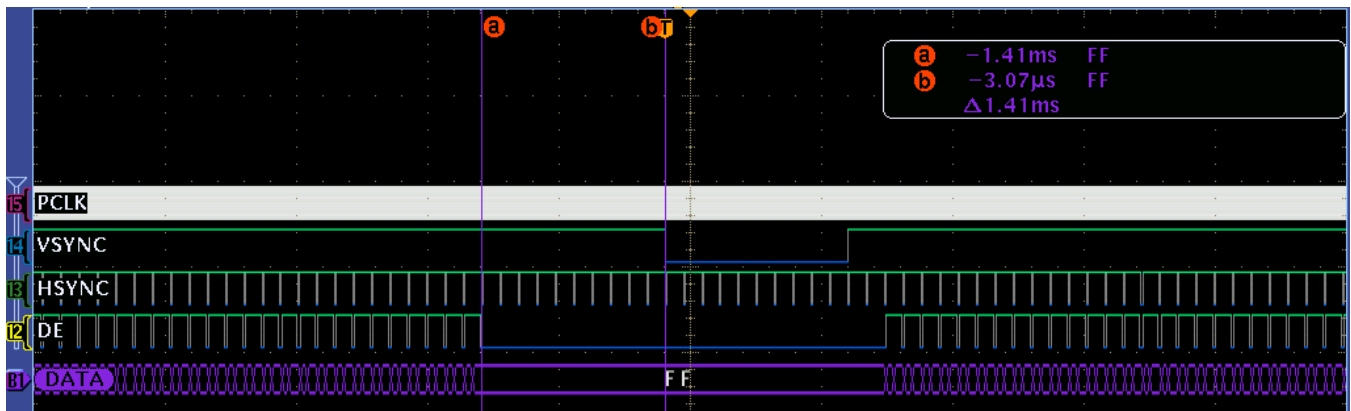 a b T
a −1.41ms FF
b −3.07μs FF
Δ1.41ms
15 PCLK
14 VSYNC
13 HSYNC
12 DE
B1 DATA FF